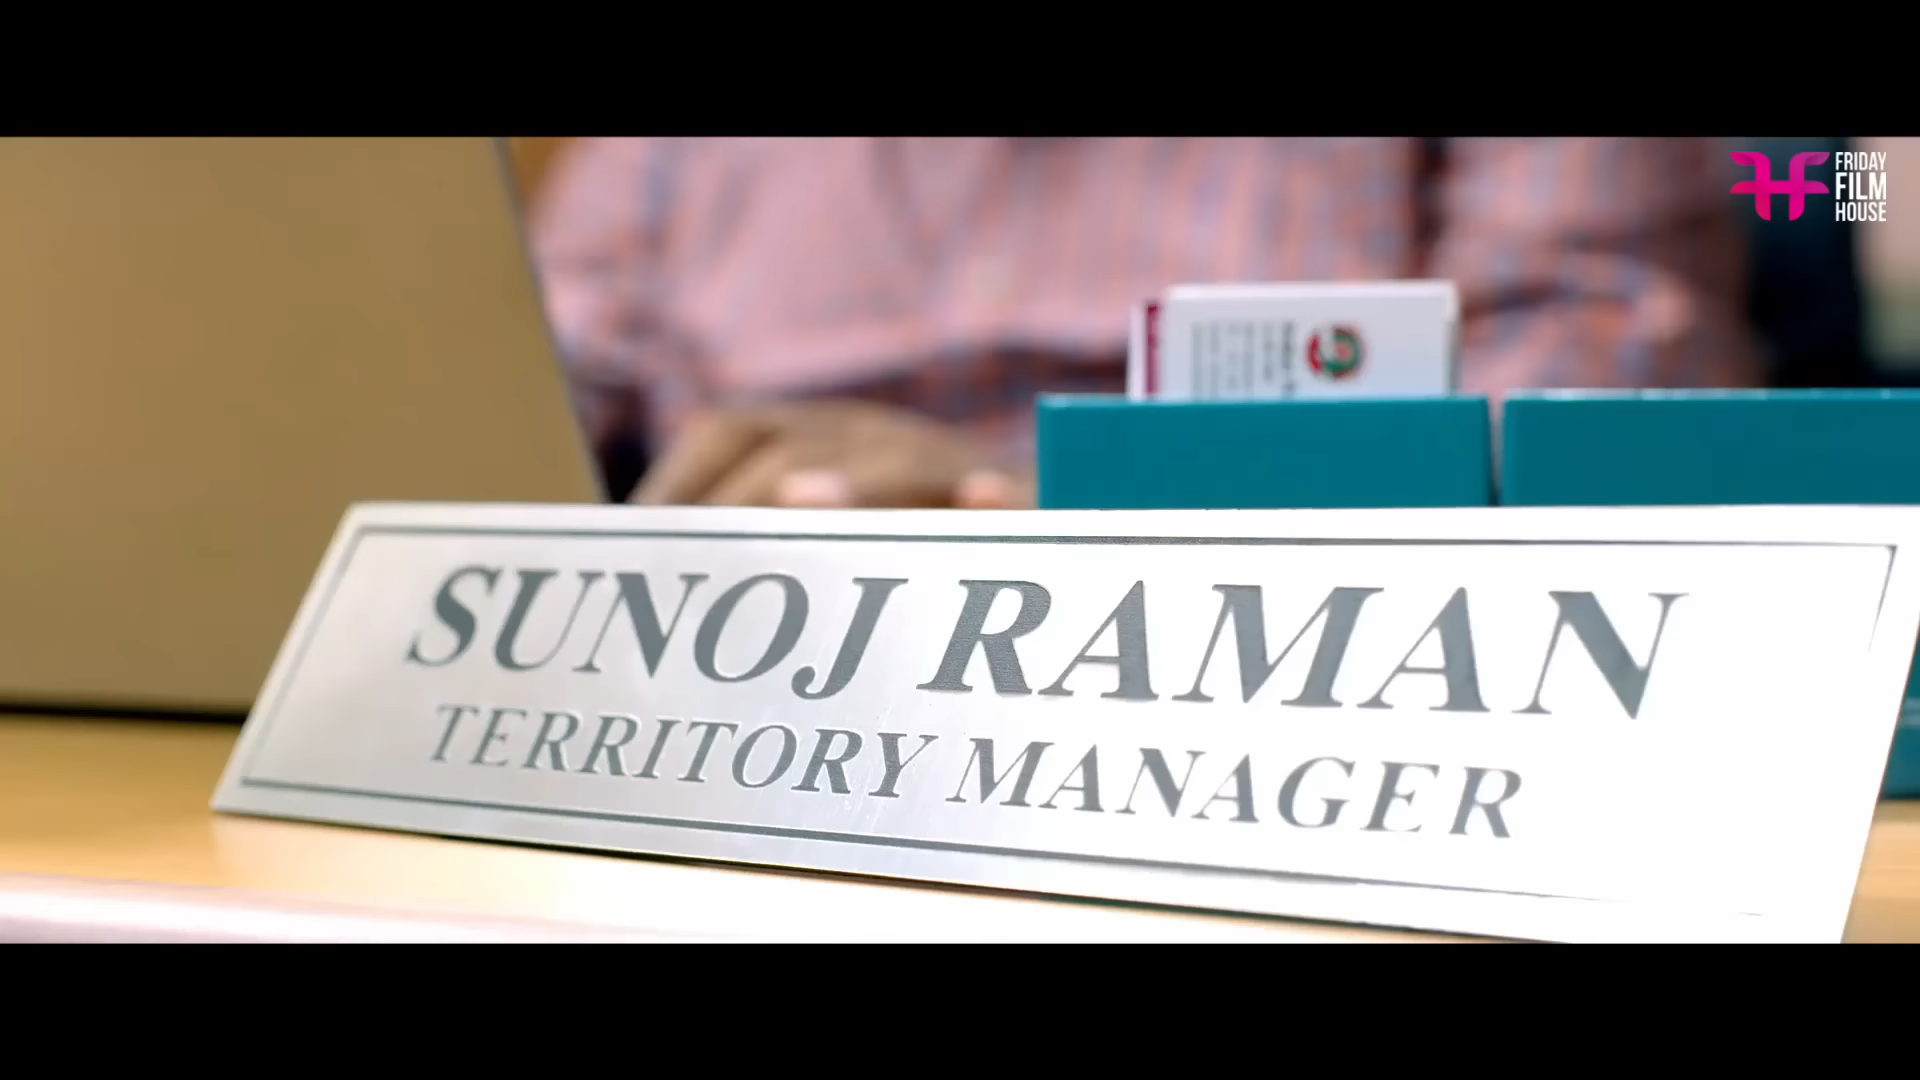 FRIDAY
FILM
HOUSE
SUNOJ RAMAN
TERRITORY MANAGER